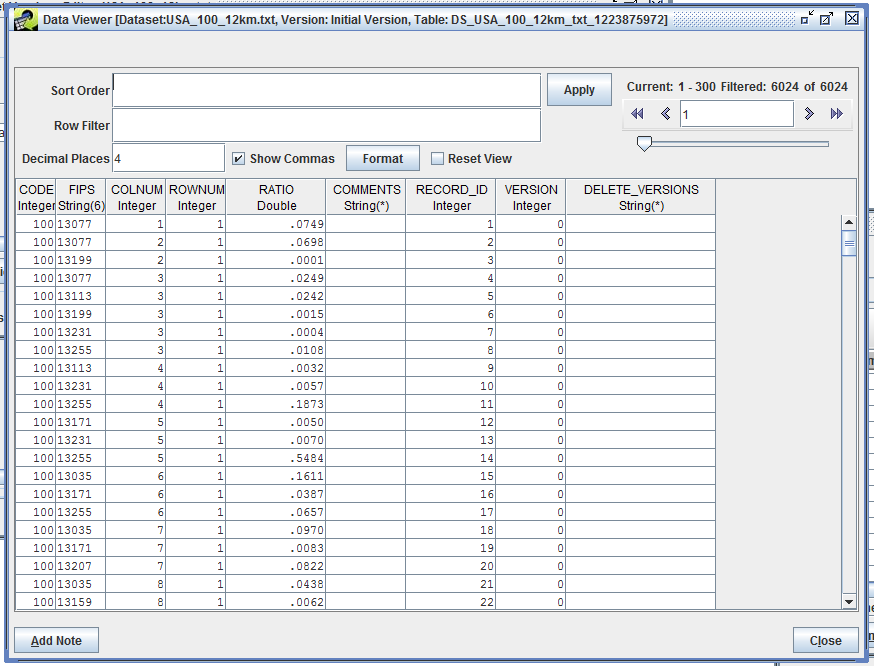 Data Viewer [Dataset:USA_100_12km.txt, Version: Initial Version, Table: DS_USA_100_12km_txt_1223875972]
Sort Order
Apply
Current: 1 - 300 Filtered: 6024 of 6024
1
Row Filter
Decimal Places 4 Show Commas Format Reset View
CODE FIPS COLNUM ROWNUM RATIO COMMENTS RECORD_ID VERSION DELETE_VERSIONS
Integer String(6) Integer Integer Double String(*) Integer Integer String(*)
100 13077 1 1 .0749 1 0
100 13077 2 1 .0698 2 0
100 13199 2 1 .0001 3 0
100 13077 3 1 .0249 4 0
100 13113 3 1 .0242 5 0
100 13199 3 1 .0015 6 0
100 13231 3 1 .0004 7 0
100 13255 3 1 .0108 8 0
100 13113 4 1 .0032 9 0
100 13231 4 1 .0057 10 0
100 13255 4 1 .1873 11 0
100 13171 5 1 .0050 12 0
100 13231 5 1 .0070 13 0
100 13255 5 1 .5484 14 0
100 13035 6 1 .1611 15 0
100 13171 6 1 .0387 16 0
100 13255 6 1 .0657 17 0
100 13035 7 1 .0970 18 0
100 13171 7 1 .0083 19 0
100 13207 7 1 .0822 20 0
100 13035 8 1 .0438 21 0
100 13159 8 1 .0062 22 0
Add Note Close